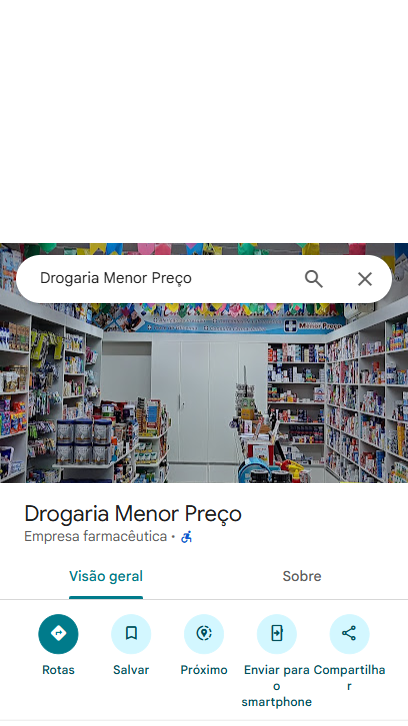 Drogaria Menor Preço
Menor Preço
Drogaria Menor Preço
Empresa farmacêutica •
Visão geral
Sobre
Rotas
Salvar
Próximo
Enviar para
o
smartphone
Compartilha
r